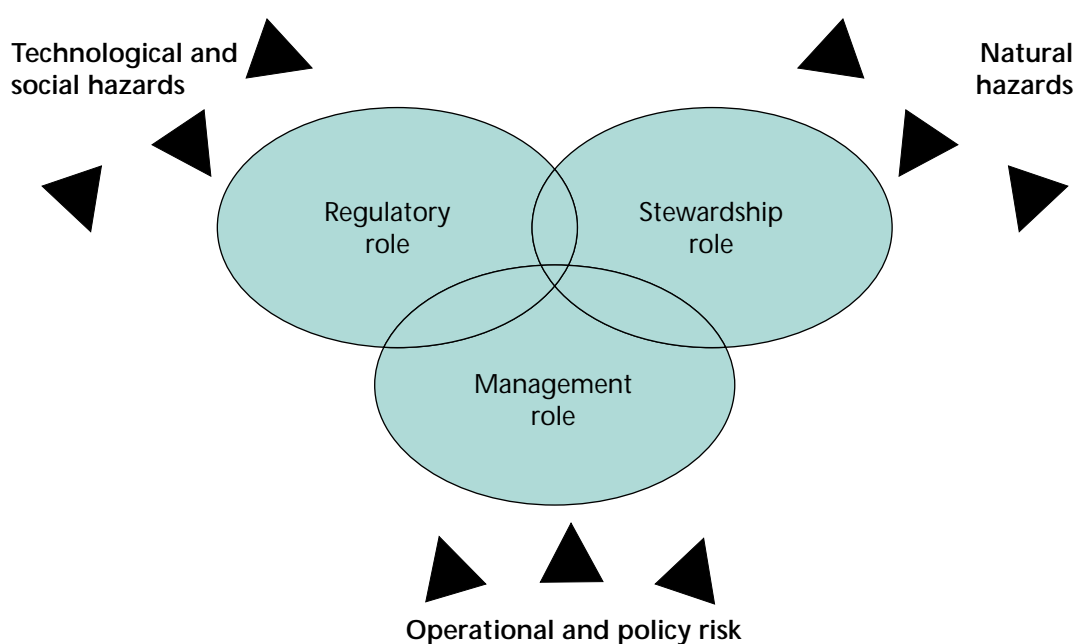 Technological and
social hazards
Natural
hazards
Regulatory
role
Stewardship
role
Management
role
Operational and policy risk